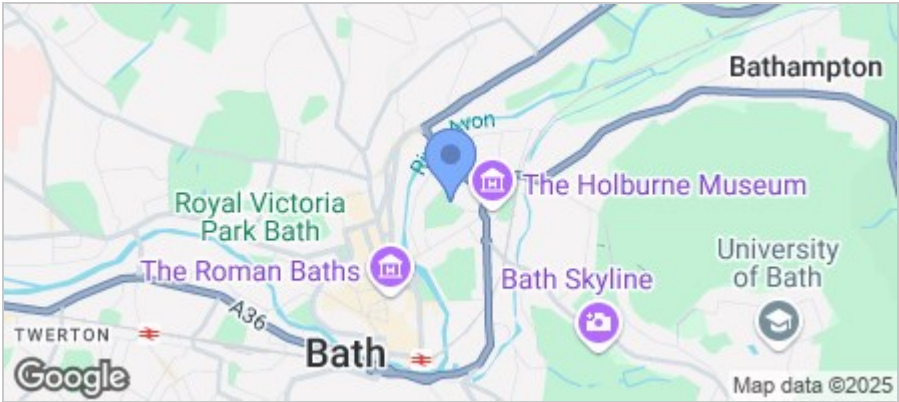 Bathampton
River Avon
The Holburne Museum
Royal Victoria
Park Bath
University
of Bath
The Roman Baths
Bath Skyline
A36
TWERTON
Bath
Google
Map data ©2025